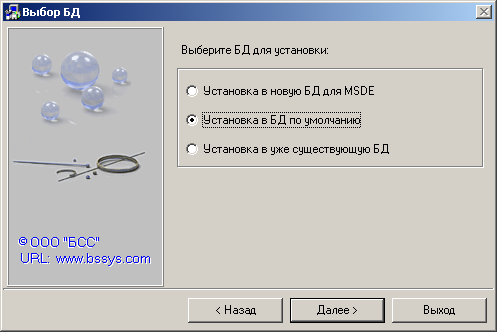 Выбор БД
Выберите БД для установки:
Установка в новую БД для MSDE
Установка в БД по умолчанию
Установка в уже существующую БД
© ООО "БСС"
URL: www.bssys.com
< Назад
Далее >
Выход